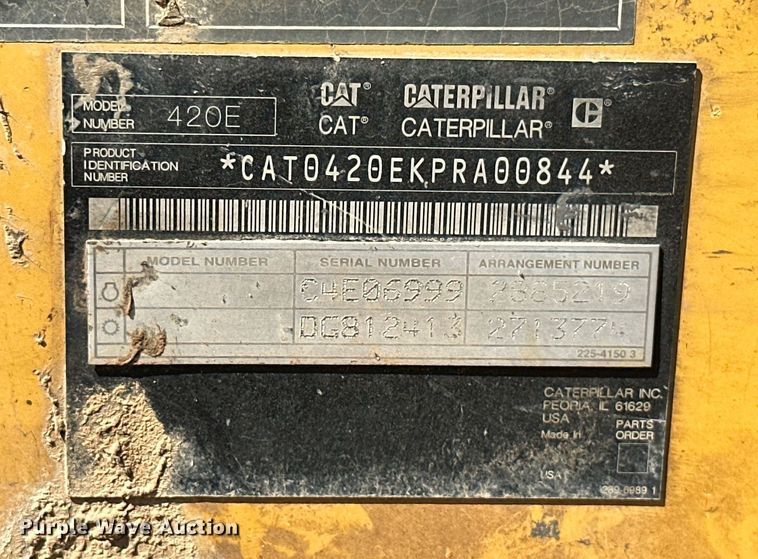 MODEL NUMBER 420E
CAT® CATERPILLAR® C
CAT® CATERPILLAR®
PRODUCT IDENTIFICATION NUMBER *CAT0420EKPRA00844*
MODEL NUMBER SERIAL NUMBER ARRANGEMENT NUMBER
C4E06999
DG812413
225-4150 3
CATERPILLAR INC.
PEORIA, IL 61629
USA PARTS
Made In ORDER
USA
Purple Wave Auction